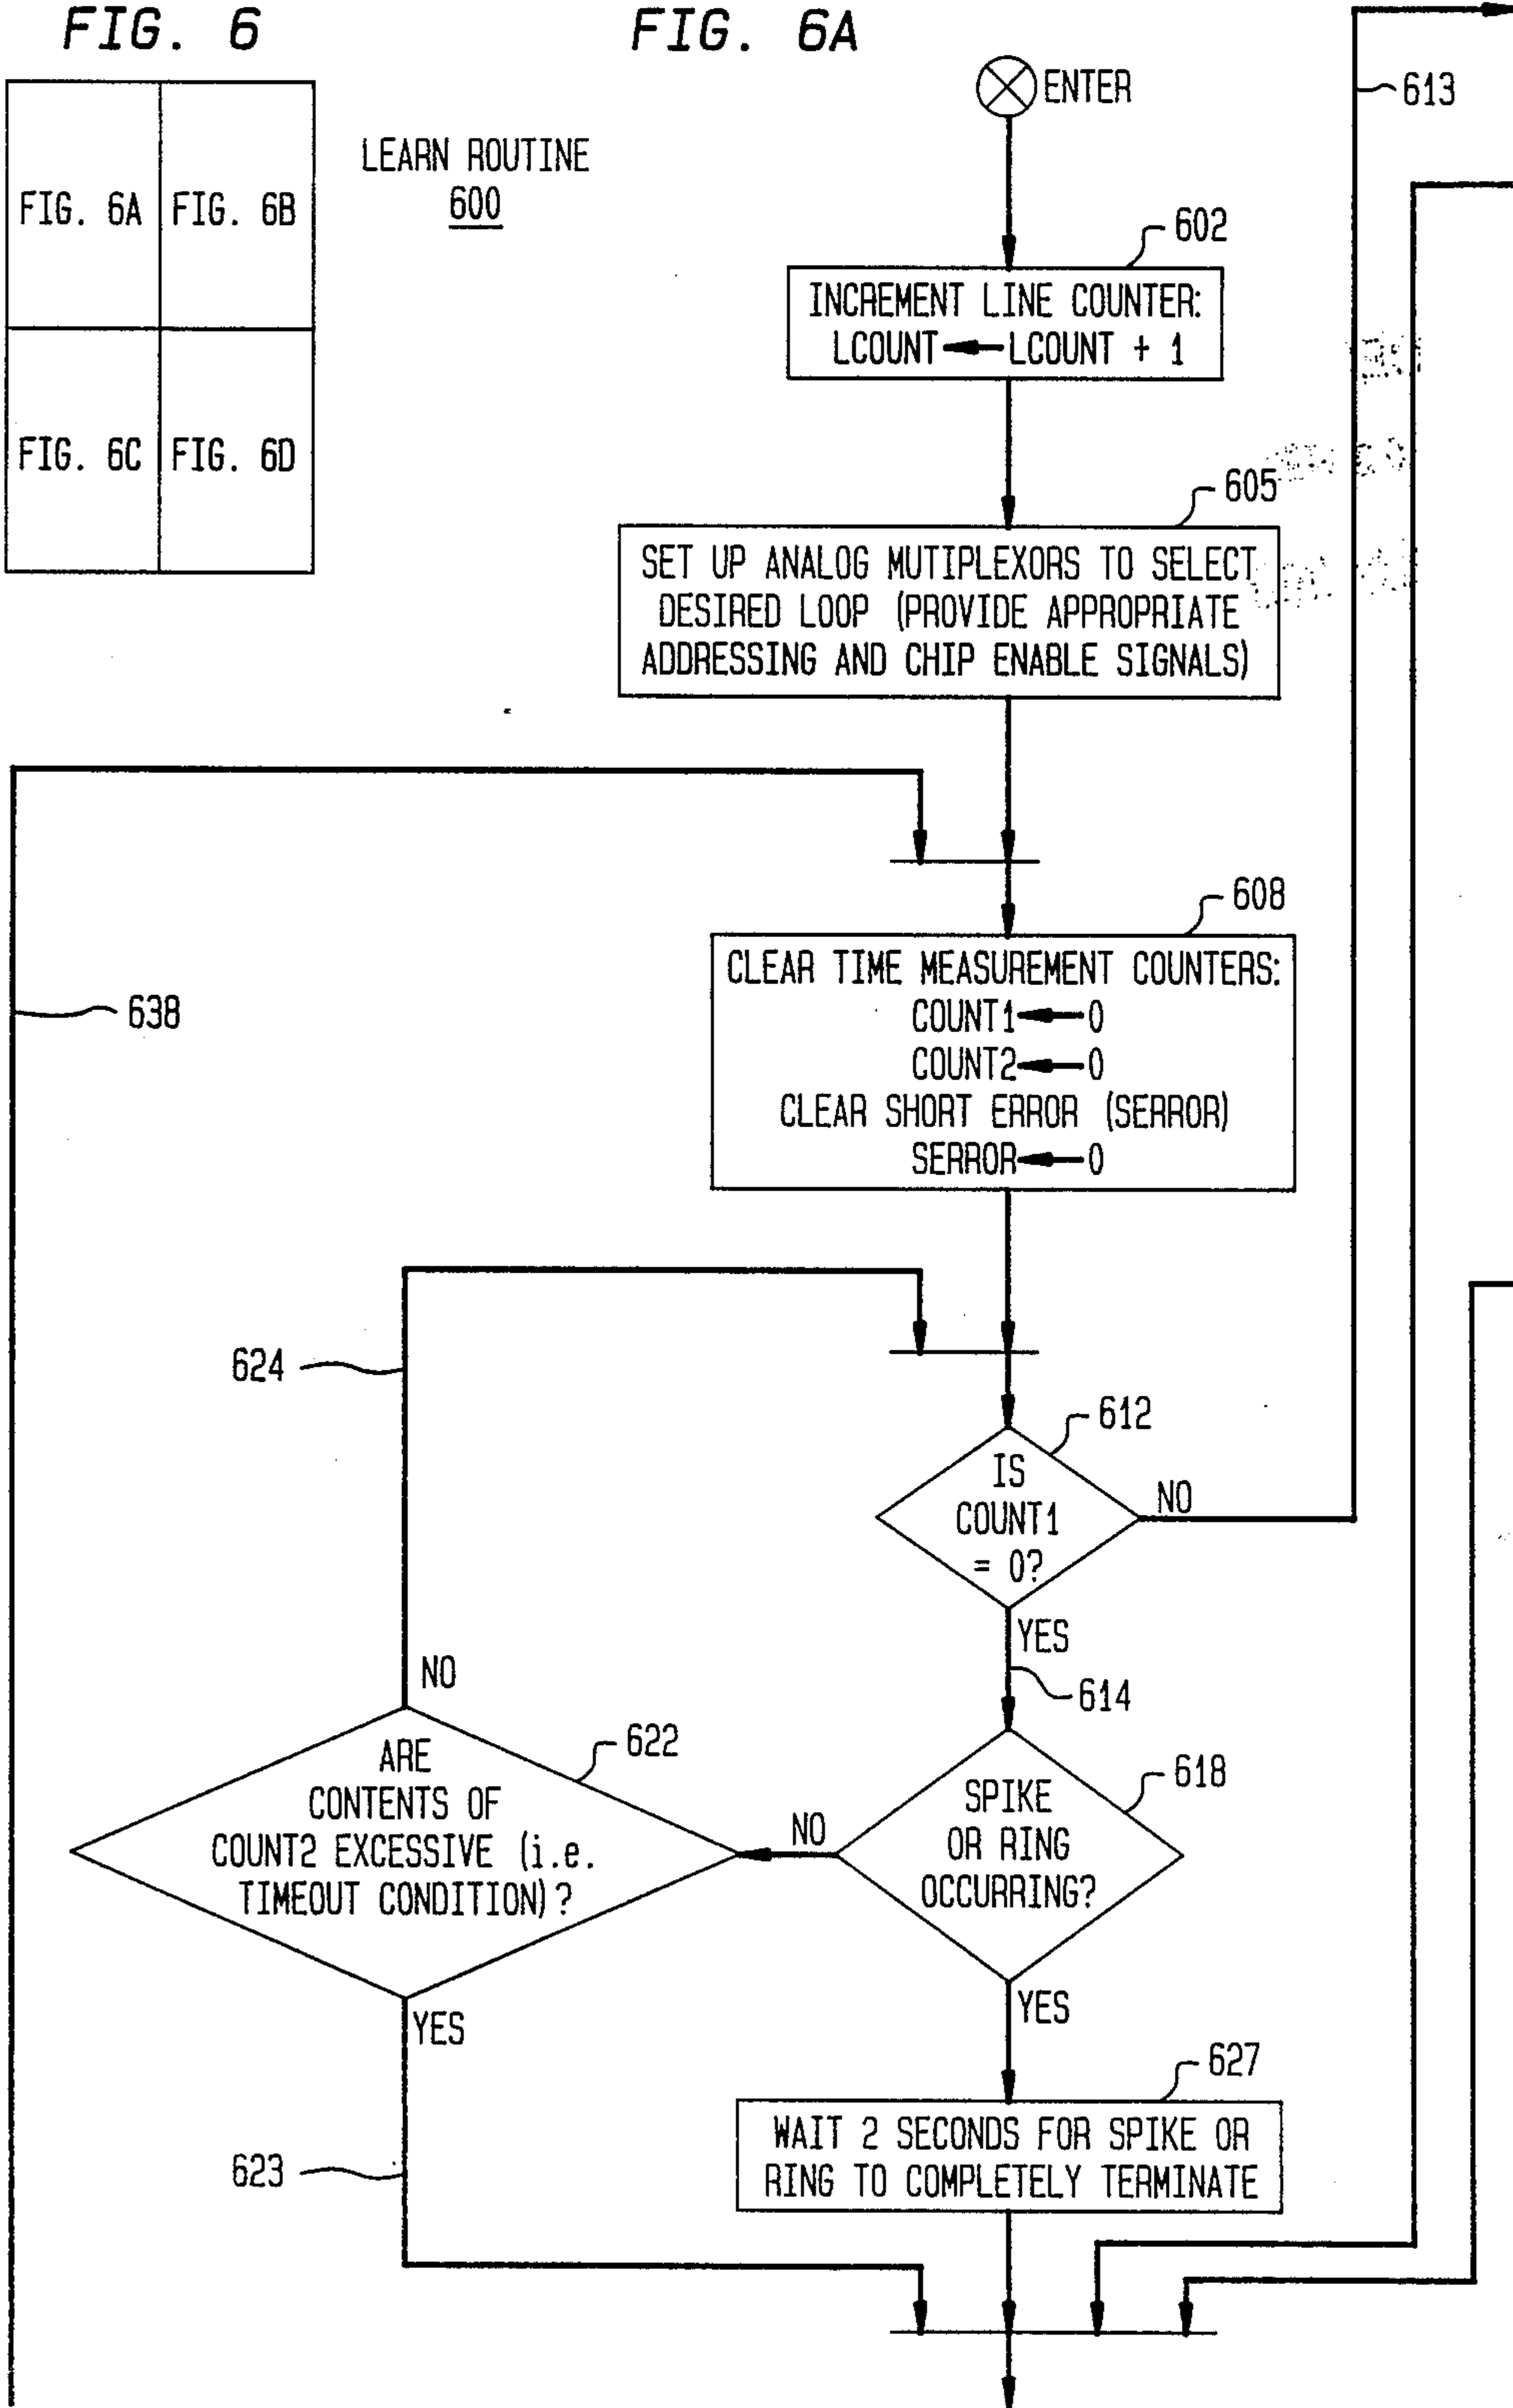 FIG. 6
FIG. 6A
FIG. 6A
FIG. 6B
FIG. 6C
FIG. 6D
LEARN ROUTINE
600
ENTER
613
602
INCREMENT LINE COUNTER:
LCOUNT←LCOUNT + 1
605
SET UP ANALOG MUTIPLEXORS TO SELECT
DESIRED LOOP (PROVIDE APPROPRIATE
ADDRESSING AND CHIP ENABLE SIGNALS)
638
608
CLEAR TIME MEASUREMENT COUNTERS:
COUNT1←0
COUNT2←0
CLEAR SHORT ERROR (SERROR)
SERROR←0
624
612
IS
COUNT1
= 0?
NO
YES
614
618
SPIKE
OR RING
OCCURRING?
NO
YES
622
ARE
CONTENTS OF
COUNT2 EXCESSIVE (i.e.
TIMEOUT CONDITION)?
NO
YES
623
627
WAIT 2 SECONDS FOR SPIKE OR
RING TO COMPLETELY TERMINATE